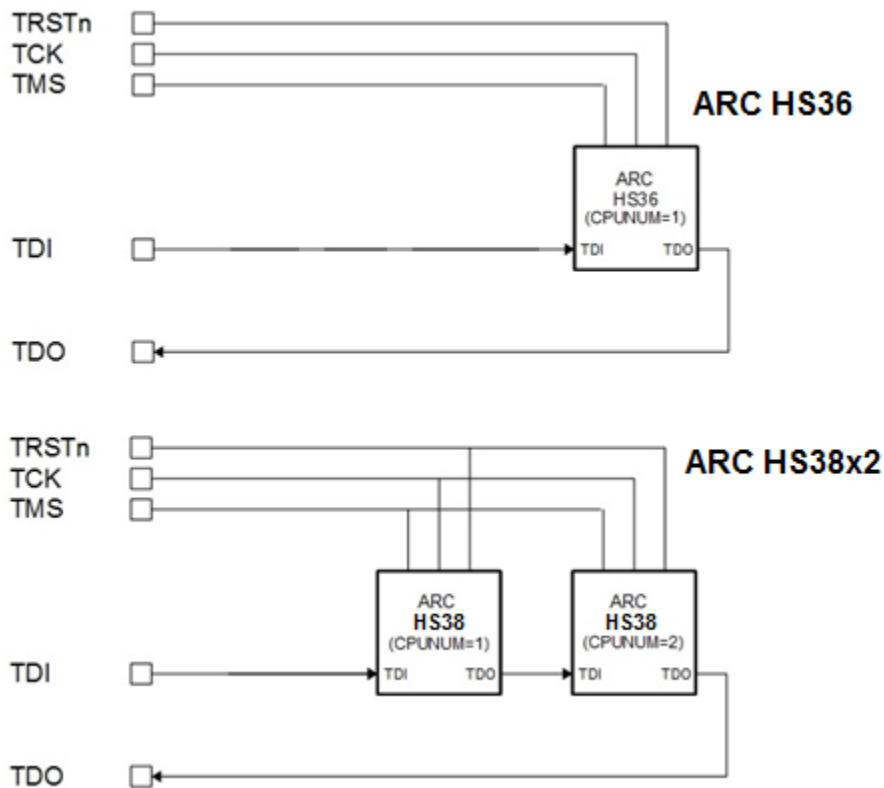 TRSTn
TCK
TMS
ARC HS36
ARC
HS36
(CPUNUM=1)
TDI
TDI
TDO
TDO
TRSTn
TCK
TMS
ARC HS38x2
ARC
HS38
(CPUNUM=1)
ARC
HS38
(CPUNUM=2)
TDI
TDI
TDO
TDI
TDO
TDO